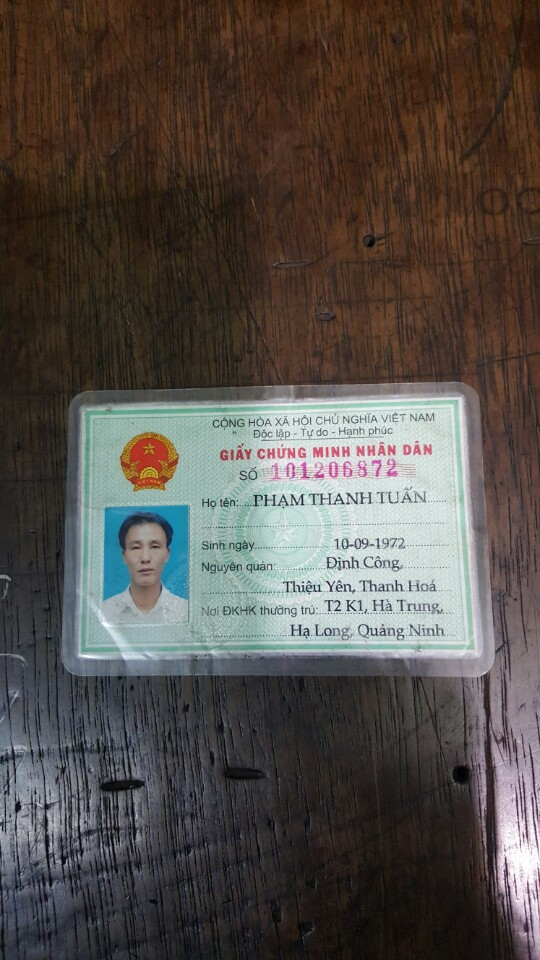 CỘNG HÒA XÃ HỘI CHỦ NGHĨA VIỆT NAM
Độc lập - Tự do - Hạnh phúc
GIẤY CHỨNG MINH NHÂN DÂN
SỐ 101206872
Họ tên: PHẠM THANH TUẤN
Sinh ngày 10-09-1972
Nguyên quán: Định Công,
Thiệu Yên, Thanh Hoá
Nơi ĐKHK thường trú: T2 K1, Hà Trung,
Hạ Long, Quảng Ninh
VIỆT NAM